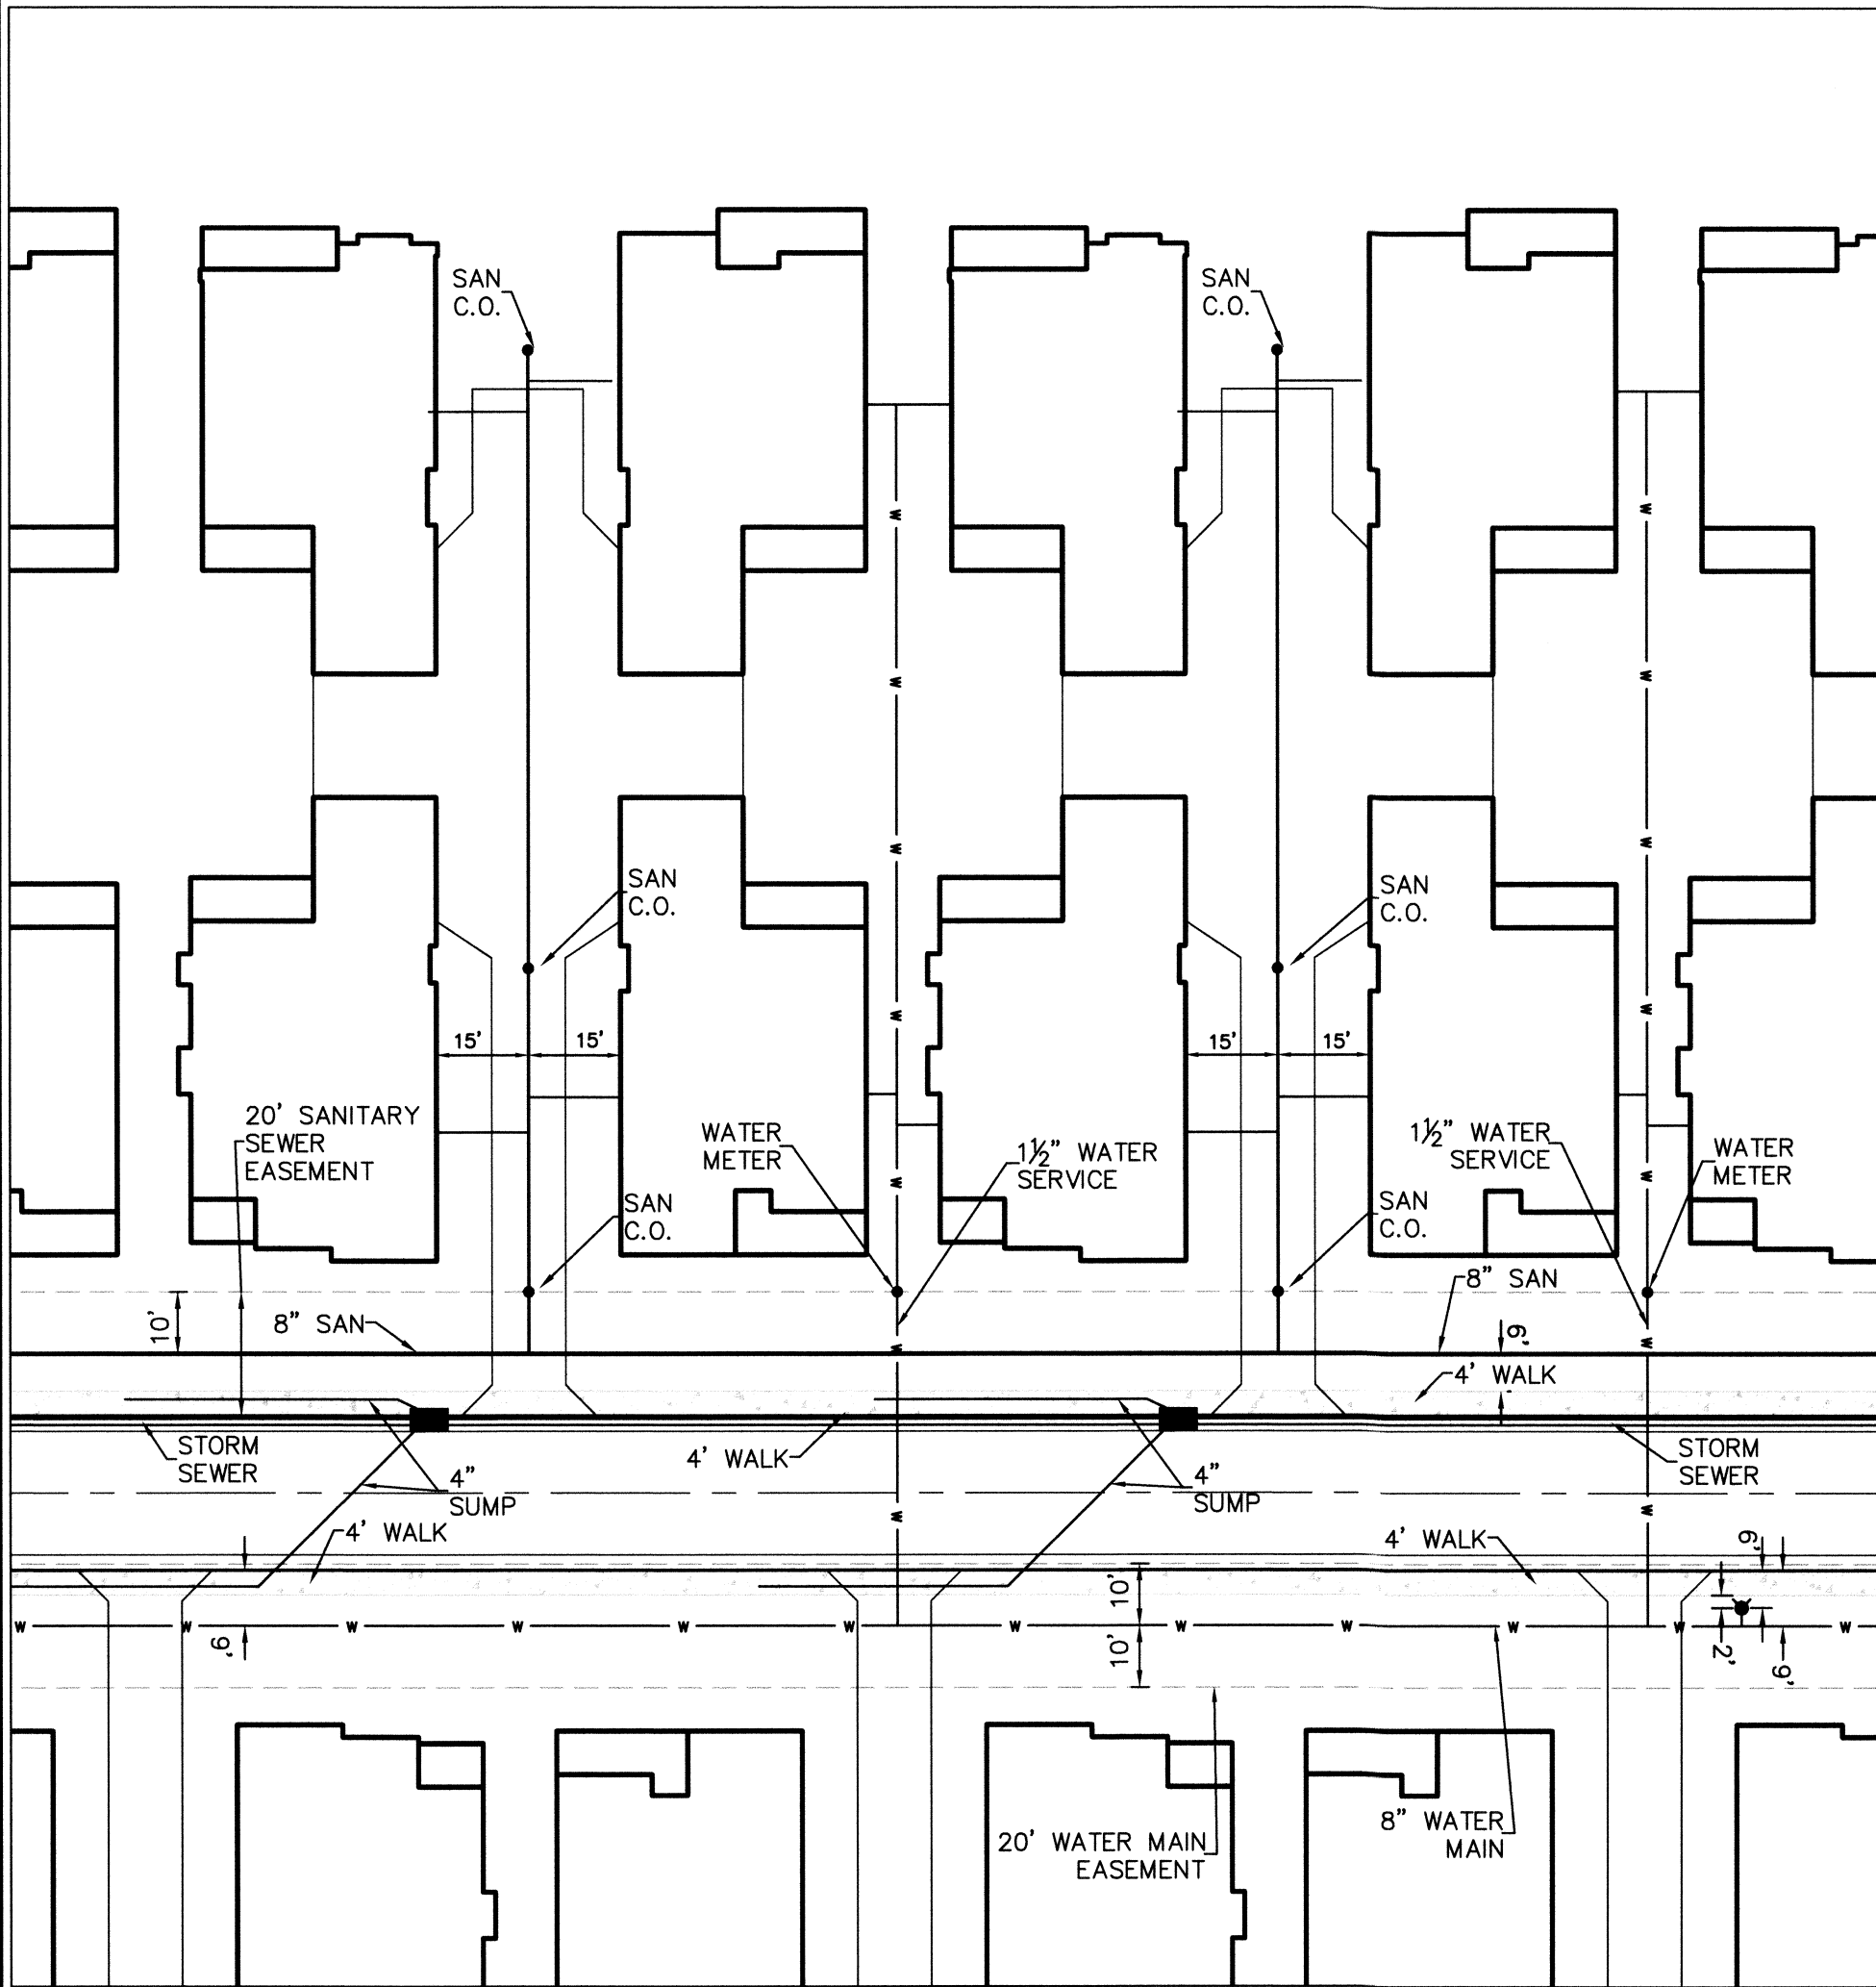 SAN
C.O.
SAN
C.O.
W
W
W
W
SAN
C.O.
SAN
C.O.
W
W
W
W
15'
15'
15'
15'
20' SANITARY
SEWER
EASEMENT
WATER
METER
1½" WATER
SERVICE
1½" WATER
SERVICE
WATER
METER
W
W
SAN
C.O.
SAN
C.O.
10'
8" SAN
8" SAN
6'
W
W
4' WALK
STORM
SEWER
4" SUMP
4' WALK
4"
SUMP
STORM
SEWER
W
W
4' WALK
4' WALK
6'
10'
W
W
W
W
W
W
W
W
W
W
W
W
9'
10'
2'
9'
20' WATER MAIN
EASEMENT
8" WATER
MAIN